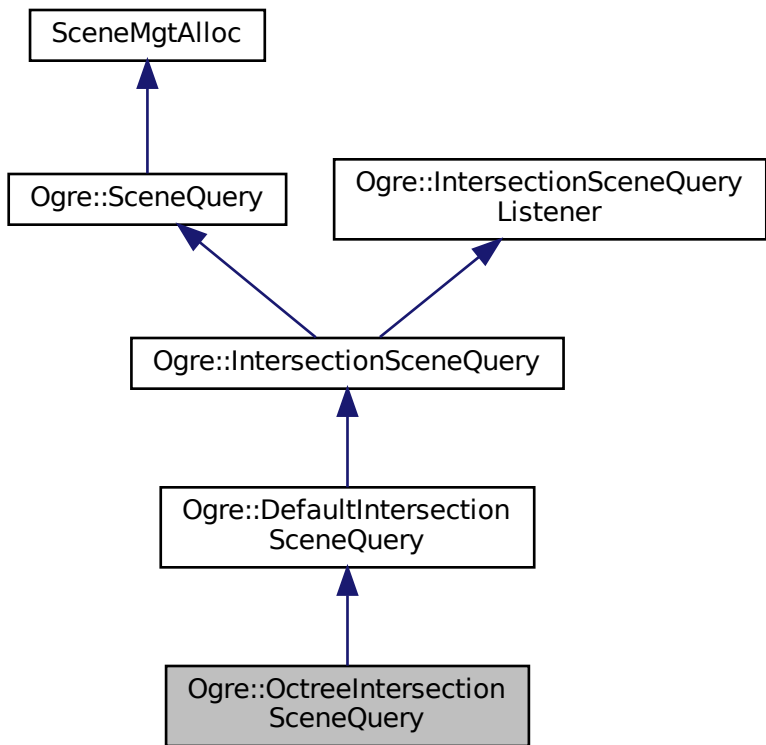 SceneMgtAlloc
Ogre::SceneQuery
Ogre::IntersectionSceneQuery
Listener
Ogre::IntersectionSceneQuery
Ogre::DefaultIntersection
SceneQuery
Ogre::OctreeIntersection
SceneQuery